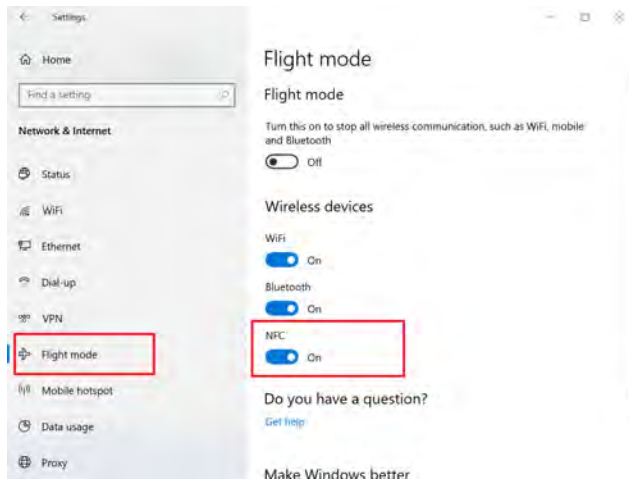 Settings
Home
Find a setting
Network & Internet
Status
WiFi
Ethernet
Dial-up
VPN
Flight mode
Mobile hotspot
Data usage
Proxy
Flight mode
Flight mode
Turn this on to stop all wireless communication, such as WiFi, mobile
and Bluetooth
Off
Wireless devices
WiFi
On
Bluetooth
On
NFC
On
Do you have a question?
Get help
Make Windows better